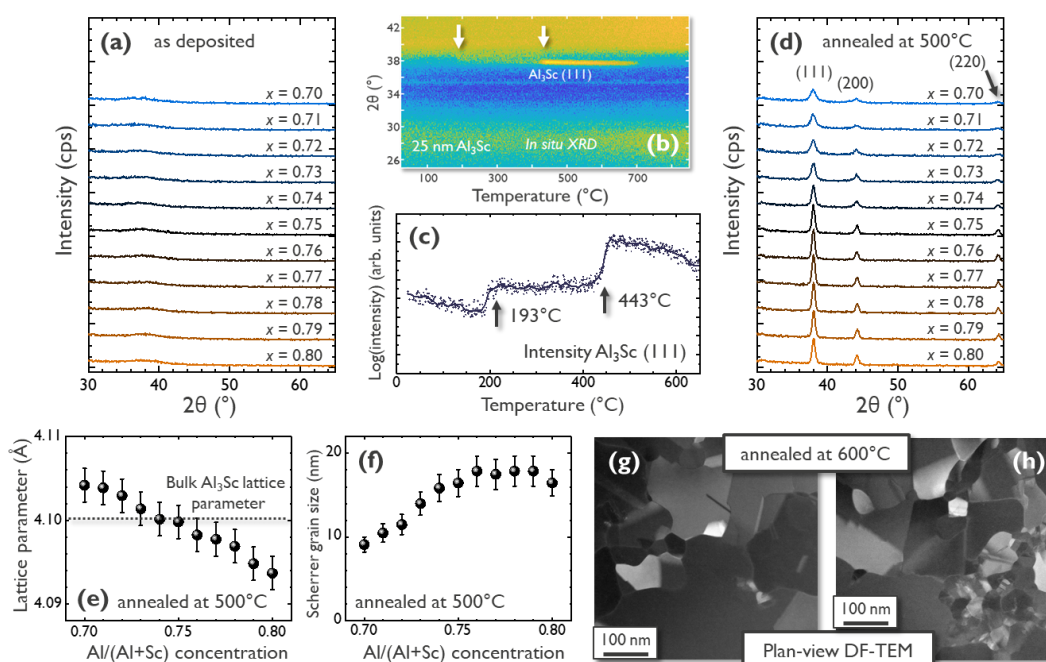 (a)
as deposited
x = 0.70
x = 0.71
x = 0.72
x = 0.73
x = 0.74
x = 0.75
x = 0.76
x = 0.77
x = 0.78
x = 0.79
x = 0.80
Intensity (cps)
30 40 50 60
2θ (°)
42
38
34
30
26
2θ (°)
Al3Sc (111)
25 nm Al3Sc
In situ XRD
(b)
100 300 500 700
Temperature (°C)
(c)
193°C
443°C
Intensity Al3Sc (111)
Log(intensity) (arb. units)
0 200 400 600
Temperature (°C)
(d)
annealed at 500°C
(111)
(200)
(220)
x = 0.70
x = 0.71
x = 0.72
x = 0.73
x = 0.74
x = 0.75
x = 0.76
x = 0.77
x = 0.78
x = 0.79
x = 0.80
Intensity (cps)
30 40 50 60
2θ (°)
4.11
4.10
4.09
Lattice parameter (Å)
Bulk Al3Sc lattice
parameter
(e)
annealed at 500°C
0.70 0.75 0.80
Al/(Al+Sc) concentration
(f)
20
10
0
Scherrer grain size (nm)
annealed at 500°C
0.70 0.75 0.80
Al/(Al+Sc) concentration
(g)
annealed at 600°C
(h)
100 nm
100 nm
Plan-view DF-TEM